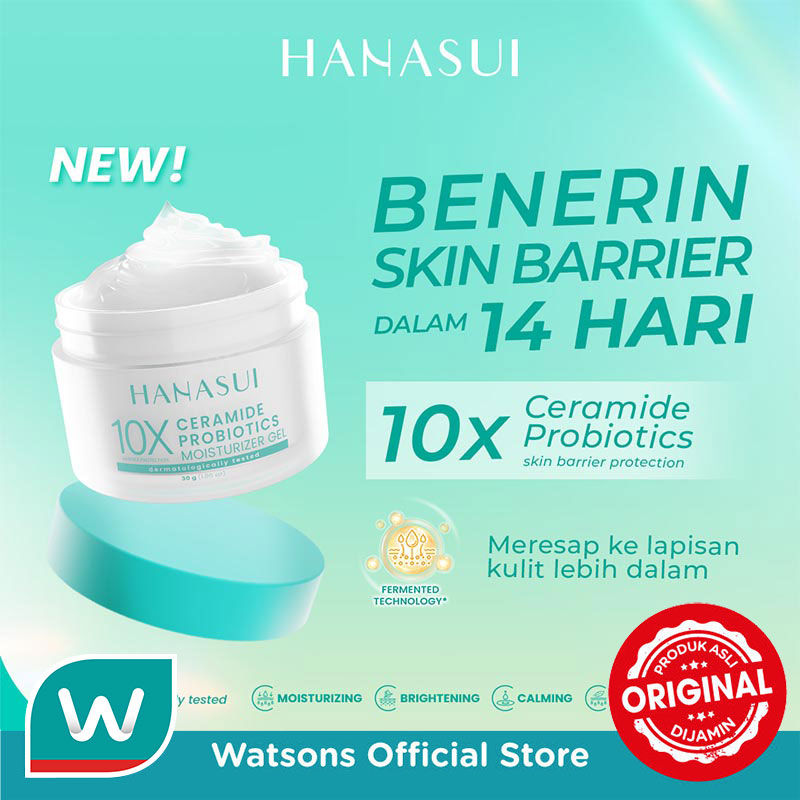 HANASUI
NEW!
BENERIN
SKIN BARRIER
DALAM 14 HARI
10x Ceramide
Probiotics
skin barrier protection
HANASUI
10X CERAMIDE
PROBIOTICS
MOISTURIZER GEL
dermatologically tested
30 g
FERMENTED
TECHNOLOGY*
Meresap ke lapisan
kulit lebih dalam
tested
MOISTURIZING
BRIGHTENING
CALMING
PRODUK ASLI
ORIGINAL
DIJAMIN
W
Watsons Official Store